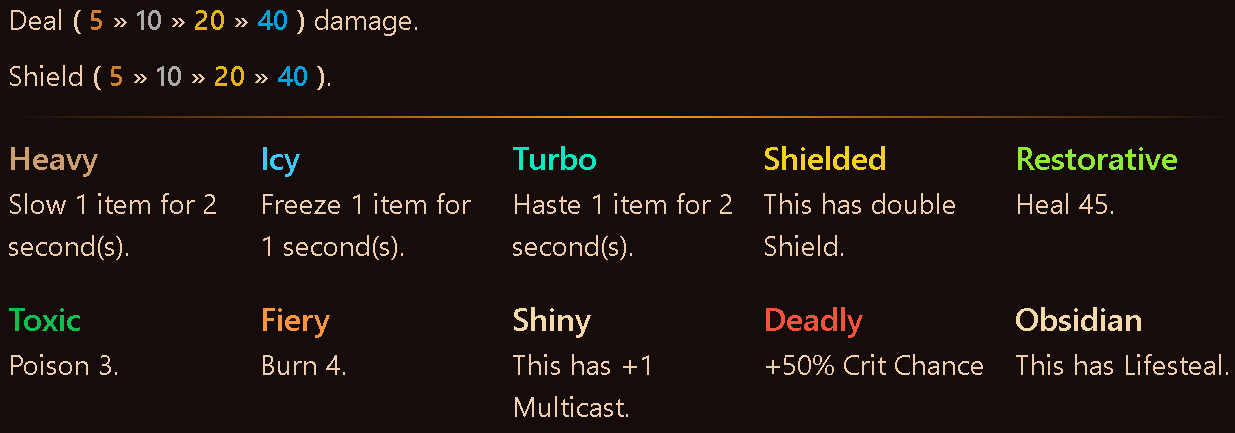 Deal ( 5 » 10 » 20 » 40 ) damage.
Shield ( 5 » 10 » 20 » 40 ).
Heavy
Slow 1 item for 2
second(s).
Icy
Freeze 1 item for
1 second(s).
Turbo
Haste 1 item for 2
second(s).
Shielded
This has double
Shield.
Restorative
Heal 45.
Toxic
Poison 3.
Fiery
Burn 4.
Shiny
This has +1
Multicast.
Deadly
+50% Crit Chance
Obsidian
This has Lifesteal.